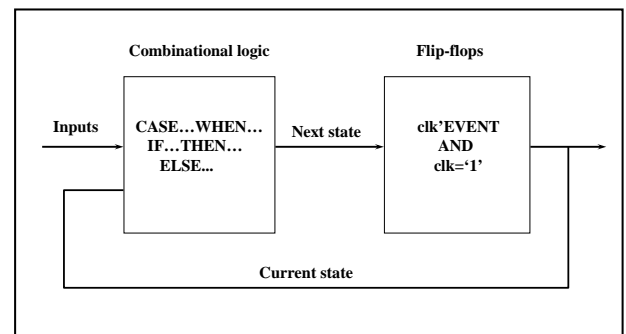 Combinational logic
Flip-flops
Inputs
CASE…WHEN…
IF…THEN…
ELSE...
Next state
clk’EVENT
AND
clk=‘1’
Current state